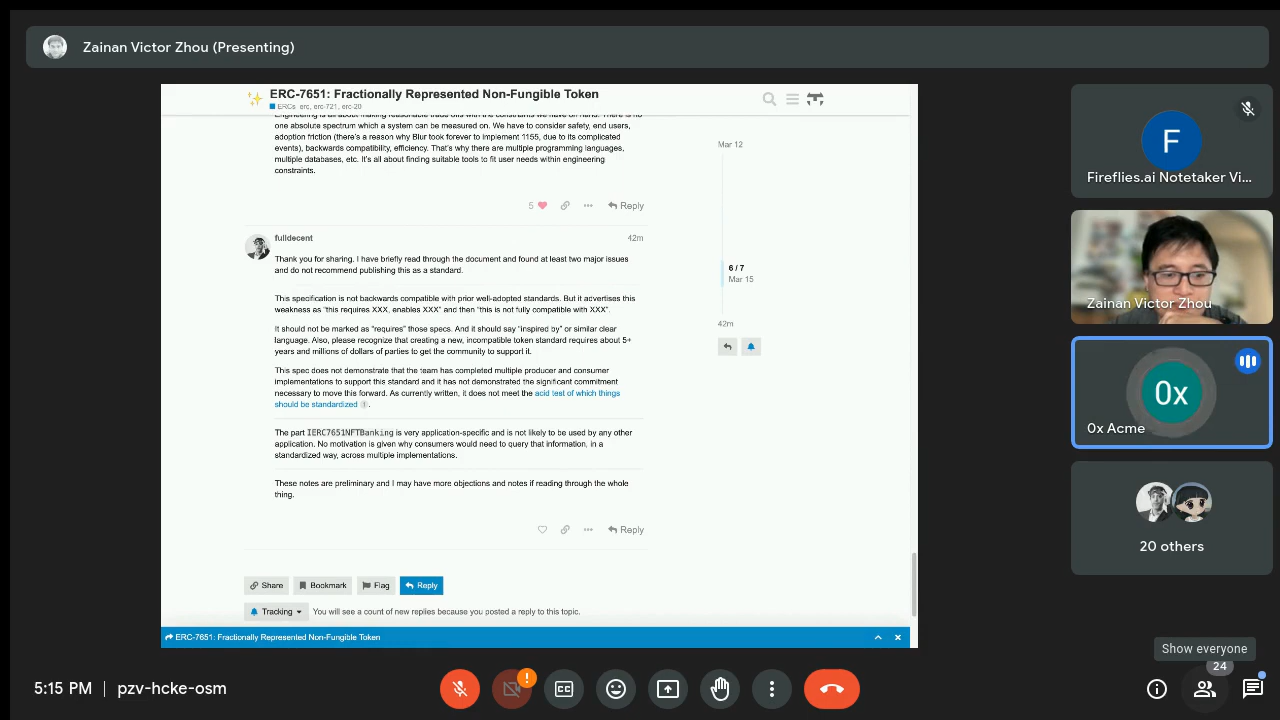 Zainan Victor Zhou (Presenting)
ERC-7651: Fractionally Represented Non-Fungible Token
ERCs erc, erc-721, erc-20
Engineering is all about making reasonable trade offs with the constraints we have on hand. There is no
one absolute spectrum which a system can be measured on. We have to consider safety, end users,
adoption friction (there's a reason why Blur took forever to implement 1155, due to its complicated
events), backwards compatibility, efficiency. That's why there are multiple programming languages,
multiple databases, etc. It's all about finding suitable tools to fit user needs within engineering
constraints.
5
Reply
fulldecent
42m
Thank you for sharing. I have briefly read through the document and found at least two major issues
and do not recommend publishing this as a standard.
This specification is not backwards compatible with prior well-adopted standards. But it advertises this
weakness as "this requires XXX, enables XXX" and then "this is not fully compatible with XXX".
It should not be marked as "requires" those specs. And it should say "inspired by" or similar clear
language. Also, please recognize that creating a new, incompatible token standard requires about 5+
years and millions of dollars of parties to get the community to support it.
This spec does not demonstrate that the team has completed multiple producer and consumer
implementations to support this standard and it has not demonstrated the significant commitment
necessary to move this forward. As currently written, it does not meet the acid test of which things
should be standardized.
The part IERC7651NFTBanking is very application-specific and is not likely to be used by any other
application. No motivation is given why consumers would need to query that information, in a
standardized way, across multiple implementations.
These notes are preliminary and I may have more objections and notes if reading through the whole
thing.
Reply
Share
Bookmark
Flag
Reply
Tracking
You will see a count of new replies because you posted a reply to this topic.
ERC-7651: Fractionally Represented Non-Fungible Token
Mar 12
6 / 7
Mar 15
42m
F
Fireflies.ai Notetaker Vi...
Zainan Victor Zhou
0x
0x Acme
20 others
Show everyone
24
5:15 PM
pzv-hcke-osm
CC